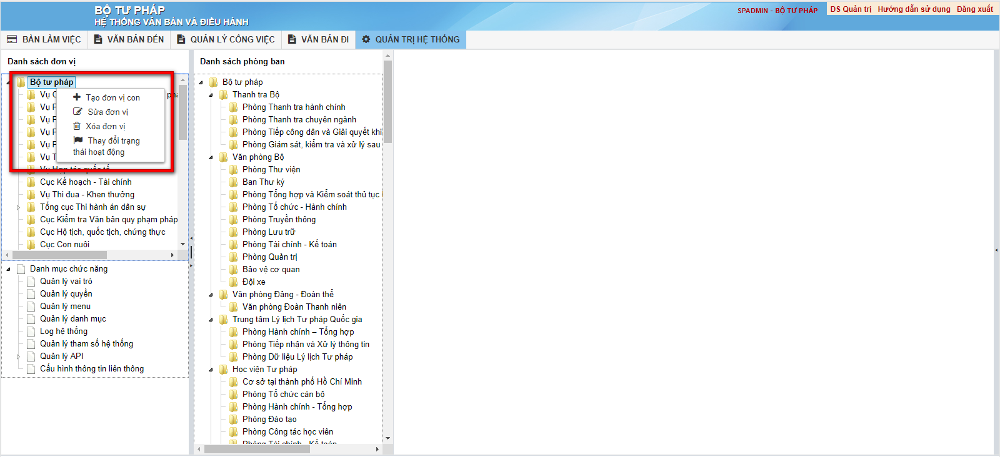 BỘ TƯ PHÁP
HỆ THỐNG VĂN BẢN VÀ ĐIỀU HÀNH
SPADMIN - BỘ TƯ PHÁP
DS Quản trị Hướng dẫn sử dụng Đăng xuất
BÀN LÀM VIỆC VĂN BẢN ĐẾN QUẢN LÝ CÔNG VIỆC VĂN BẢN ĐI QUẢN TRỊ HỆ THỐNG
Danh sách đơn vị
Bộ tư pháp
Vụ
Vụ
Vụ
Vụ
Vụ
Vụ
Tạo đơn vị con
Sửa đơn vị
Xóa đơn vị
Thay đổi trạng
thái hoạt động
Vụ Hợp tác quốc tế
Cục Kế hoạch - Tài chính
Vụ Thi đua - Khen thưởng
Tổng cục Thi hành án dân sự
Cục Kiểm tra Văn bản quy phạm pháp
Cục Hộ tịch, quốc tịch, chứng thực
Cục Con nuôi
Danh mục chức năng
Quản lý vai trò
Quản lý quyền
Quản lý menu
Quản lý danh mục
Log hệ thống
Quản lý tham số hệ thống
Quản lý API
Cấu hình thông tin liên thông
Danh sách phòng ban
Bộ tư pháp
Thanh tra Bộ
Phòng Thanh tra hành chính
Phòng Thanh tra chuyên ngành
Phòng Tiếp công dân và Giải quyết khi
Phòng Giám sát, kiểm tra và xử lý sau
Văn phòng Bộ
Phòng Thư viện
Ban Thư ký
Phòng Tổng hợp và Kiểm soát thủ tục
Phòng Tổ chức - Hành chính
Phòng Truyền thông
Phòng Lưu trữ
Phòng Tài chính - Kế toán
Phòng Quản trị
Bảo vệ cơ quan
Đội xe
Văn phòng Đảng - Đoàn thể
Văn phòng Đoàn Thanh niên
Trung tâm Lý lịch Tư pháp Quốc gia
Phòng Hành chính – Tổng hợp
Phòng Tiếp nhận và Xử lý thông tin
Phòng Dữ liệu Lý lịch Tư pháp
Học viện Tư pháp
Cơ sở tại thành phố Hồ Chí Minh
Phòng Tổ chức cán bộ
Phòng Hành chính - Tổng hợp
Phòng Đào tạo
Phòng Công tác học viên
Phòng Tài chính - Kế toán